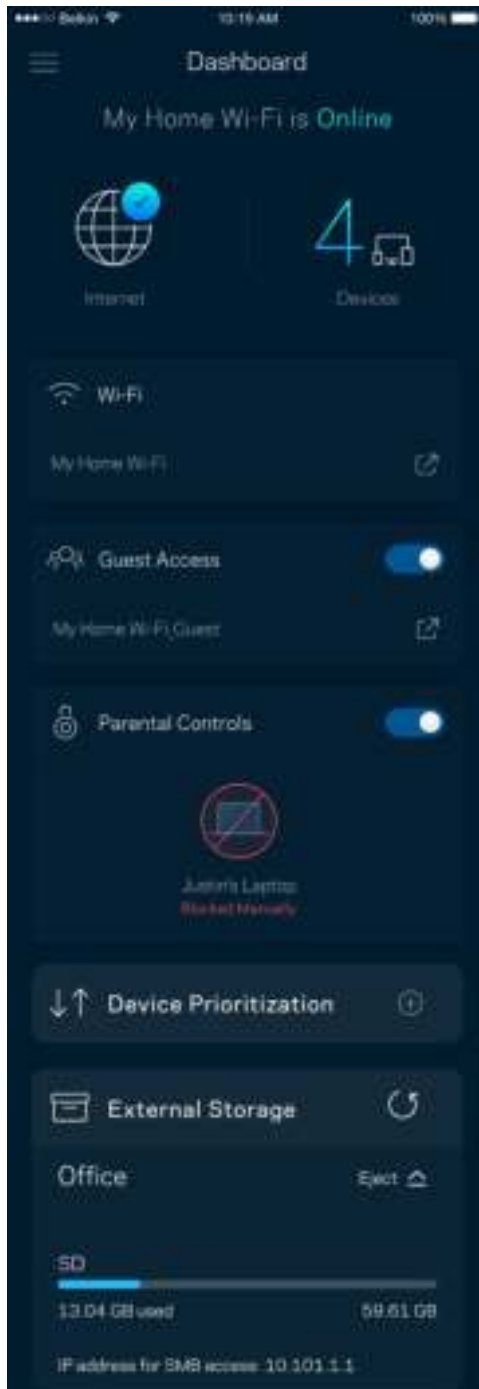 Belkin 10:15 AM 100%
Dashboard
My Home Wi-Fi is Online
4
Internet Devices
Wi-Fi
My Home Wi-Fi
Guest Access
My Home Wi-Fi_Guest
Parental Controls
Justin's Laptop
Blocked Manually
Device Prioritization
External Storage
Office Eject
SD
13.04 GB used 59.61 GB
IP address for SMB access: 10.101.1.1